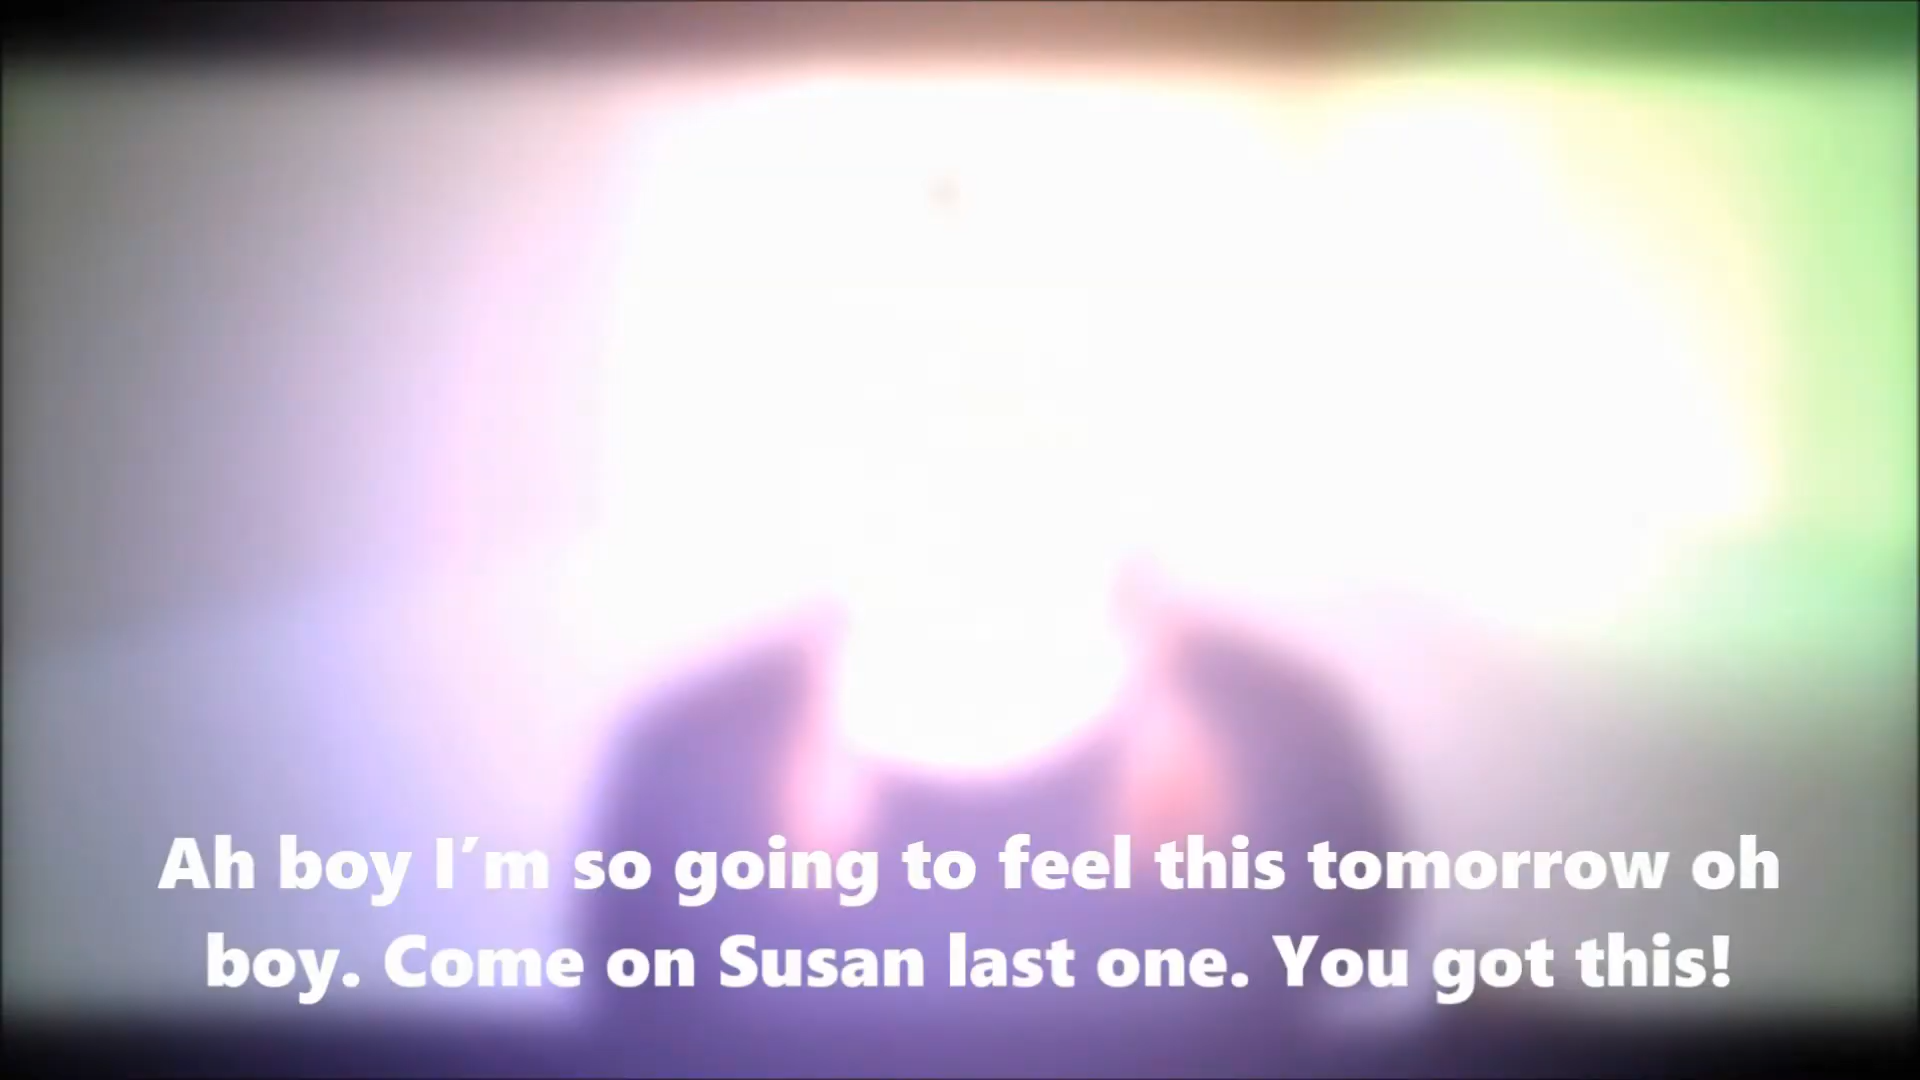 Ah boy I’m so going to feel this tomorrow oh
boy. Come on Susan last one. You got this!